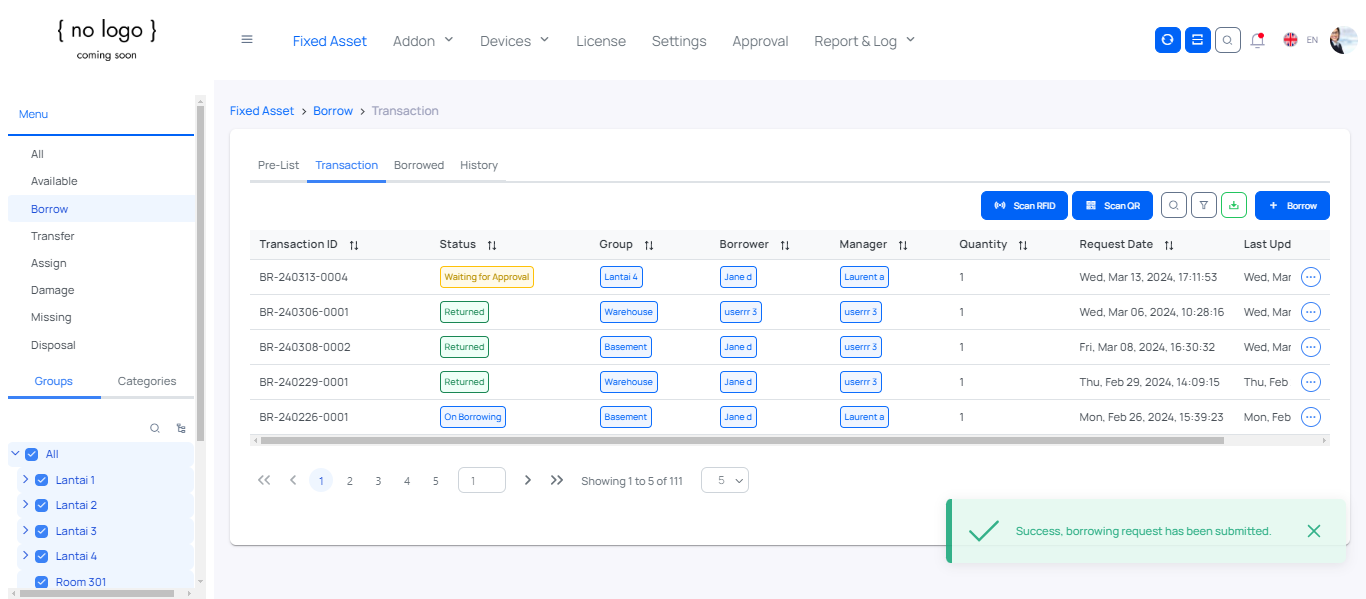 { no logo }
coming soon
Fixed Asset Addon Devices License Settings Approval Report & Log EN
Menu
All
Available
Borrow
Transfer
Assign
Damage
Missing
Disposal
Groups Categories
All
Lantai 1
Lantai 2
Lantai 3
Lantai 4
Room 301
Fixed Asset > Borrow > Transaction
Pre-List Transaction Borrowed History
Scan RFID Scan QR + Borrow
Transaction ID Status Group Borrower Manager Quantity Request Date Last Upd
BR-240313-0004 Waiting for Approval Lantai 4 Jane d Laurent a 1 Wed, Mar 13, 2024, 17:11:53 Wed, Mar
BR-240306-0001 Returned Warehouse userrr 3 userrr 3 1 Wed, Mar 06, 2024, 10:28:16 Wed, Mar
BR-240308-0002 Returned Basement Jane d userrr 3 1 Fri, Mar 08, 2024, 16:30:32 Wed, Mar
BR-240229-0001 Returned Warehouse Jane d userrr 3 1 Thu, Feb 29, 2024, 14:09:15 Thu, Feb
BR-240226-0001 On Borrowing Basement Jane d Laurent a 1 Mon, Feb 26, 2024, 15:39:23 Mon, Feb
1 2 3 4 5 1 Showing 1 to 5 of 111 5
Success, borrowing request has been submitted.